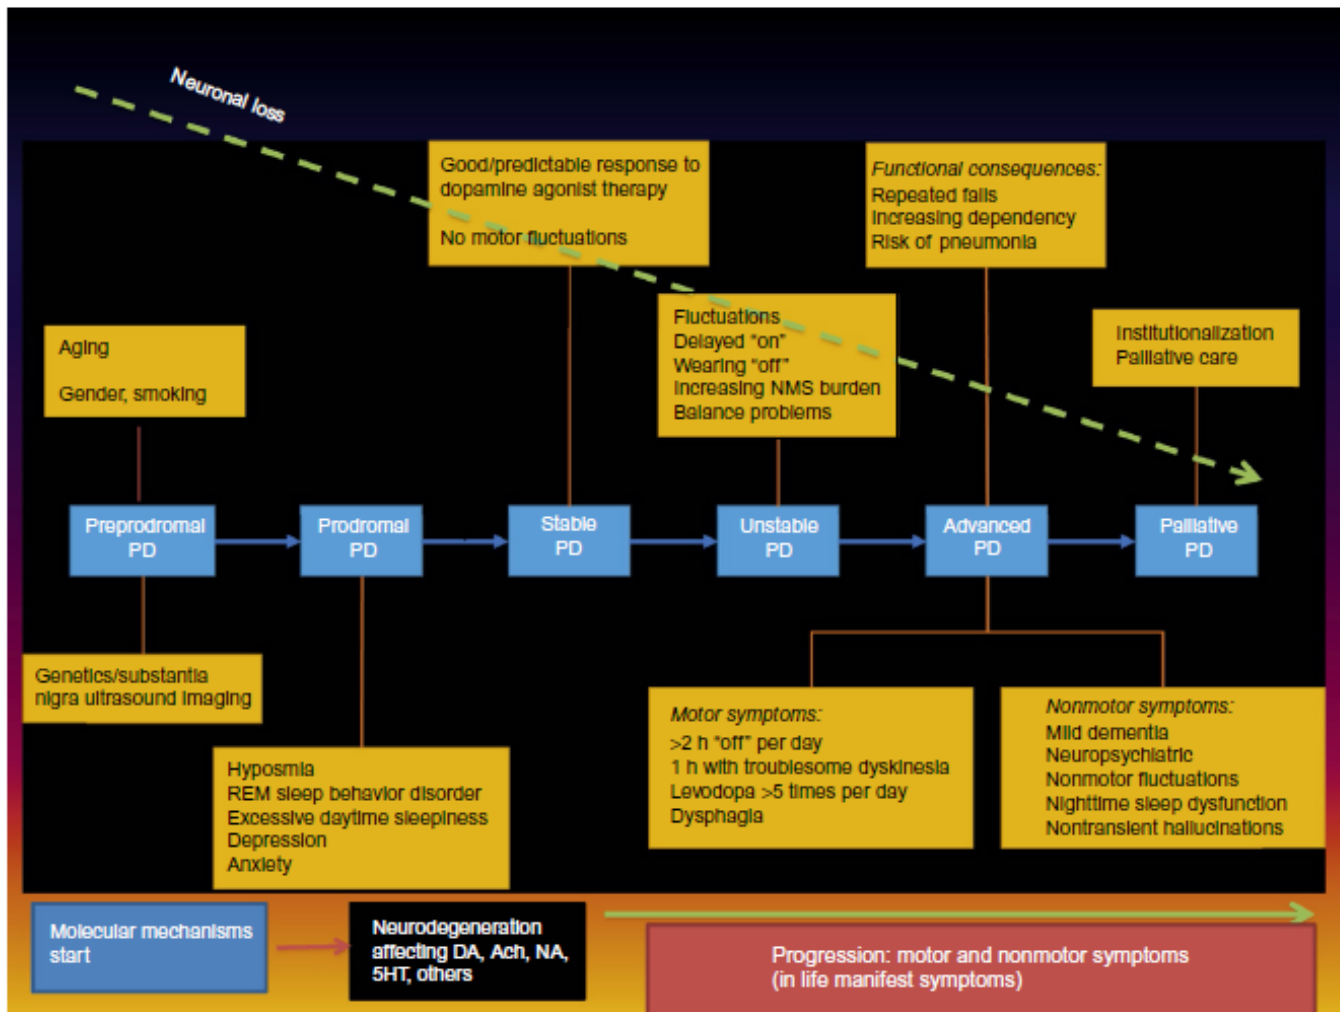 Neuronal loss
Good/predictable response to
dopamine agonist therapy
No motor fluctuations
Functional consequences:
Repeated falls
Increasing dependency
Risk of pneumonia
Fluctuations
Delayed “on”
Wearing “off”
Increasing NMS burden
Balance problems
Institutionalization
Palliative care
Aging
Gender, smoking
Preprodromal
PD
Prodromal
PD
Stable
PD
Unstable
PD
Advanced
PD
Palliative
PD
Genetics/substantia
nigra ultrasound imaging
Hyposmia
REM sleep behavior disorder
Excessive daytime sleepiness
Depression
Anxiety
Motor symptoms:
>2 h “off” per day
1 h with troublesome dyskinesia
Levodopa >5 times per day
Dysphagia
Nonmotor symptoms:
Mild dementia
Neuropsychiatric
Nonmotor fluctuations
Nighttime sleep dysfunction
Nontransient hallucinations
Molecular mechanisms
start
Neurodegeneration
affecting DA, Ach, NA,
5HT, others
Progression: motor and nonmotor symptoms
(in life manifest symptoms)